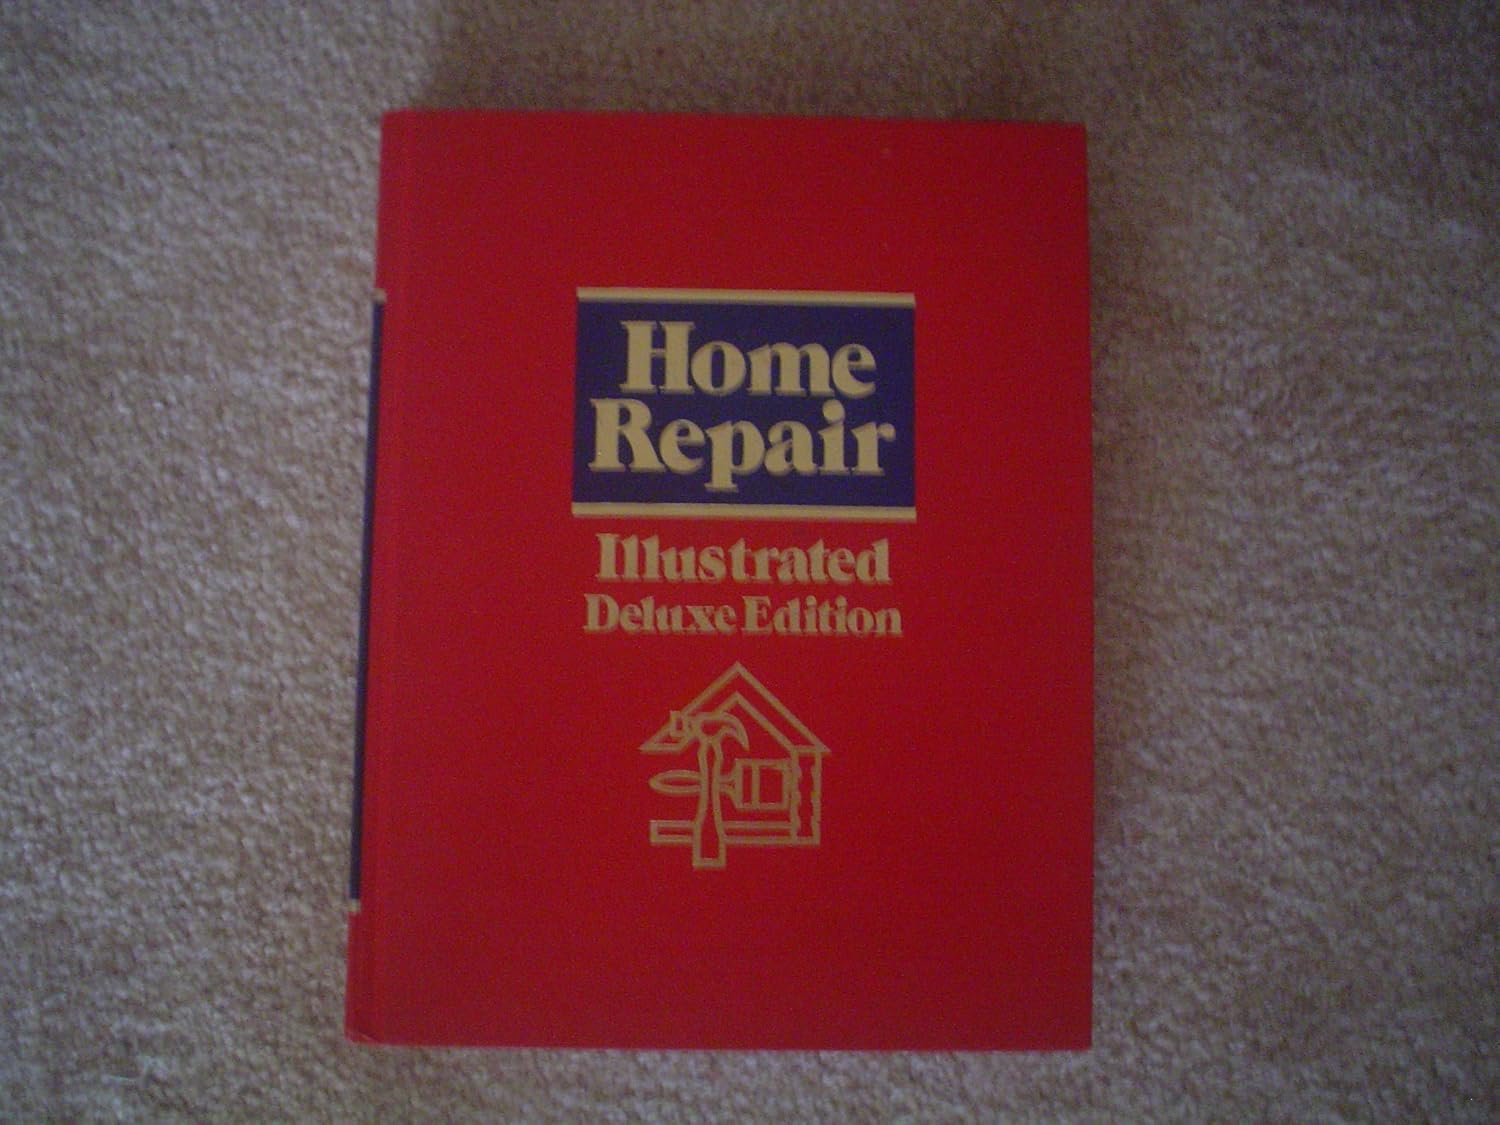 Home
Repair
Illustrated
Deluxe Edition